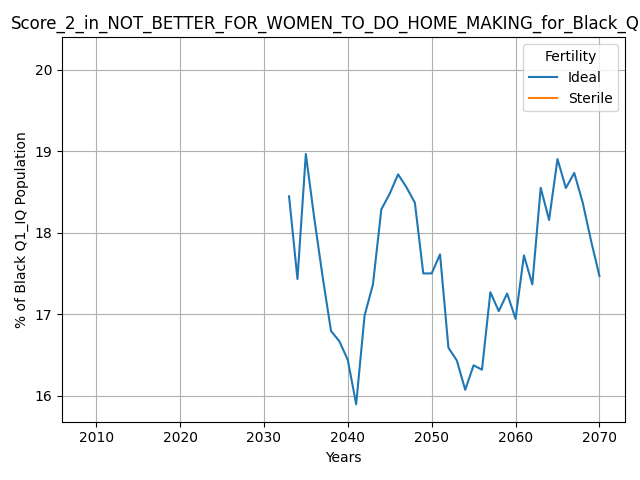 Score_2_in_NOT_BETTER_FOR_WOMEN_TO_DO_HOME_MAKING_for_Black_Q
Fertility
Ideal
Sterile
20
19
18
17
16
% of Black Q1_IQ Population
2010 2020 2030 2040 2050 2060 2070
Years